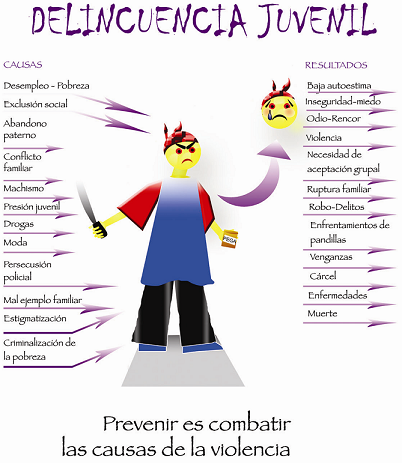 DELINCUENCIA JUVENIL
CAUSAS
Desempleo - Pobreza
Exclusión social
Abandono
paterno
Conflicto
familiar
Machismo
Presión juvenil
Drogas
Moda
Persecusión
policial
Mal ejemplo familiar
Estigmatización
Criminalización de
la pobreza
PEGA
RESULTADOS
Baja autoestima
Inseguridad-miedo
Odio-Rencor
Violencia
Necesidad de
aceptación grupal
Ruptura familiar
Robo-Delitos
Enfrentamientos de
pandillas
Venganzas
Cárcel
Enfermedades
Muerte
Prevenir es combatir
las causas de la violencia